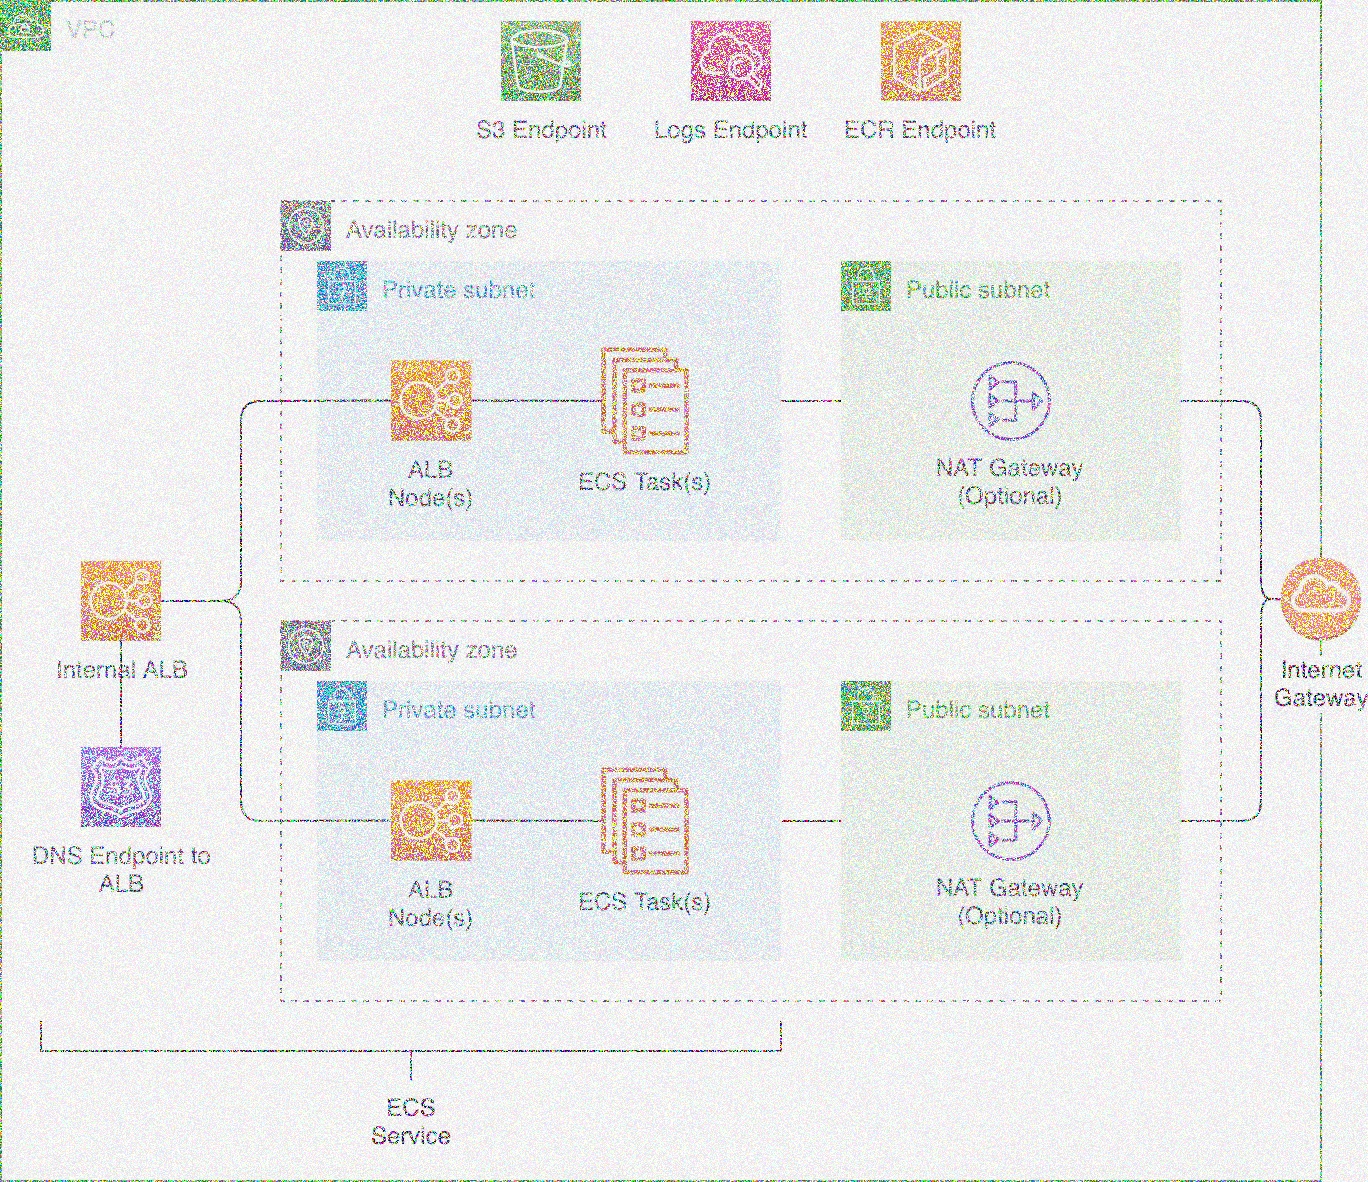 VPC
S3 Endpoint
Logs Endpoint
ECR Endpoint
Availability zone
Private subnet
Public subnet
ALB
Node(s)
ECS Task(s)
NAT Gateway
(Optional)
Internal ALB
Internet
Gateway
Availability zone
Private subnet
Public subnet
DNS Endpoint to
ALB
ALB
Node(s)
ECS Task(s)
NAT Gateway
(Optional)
ECS
Service